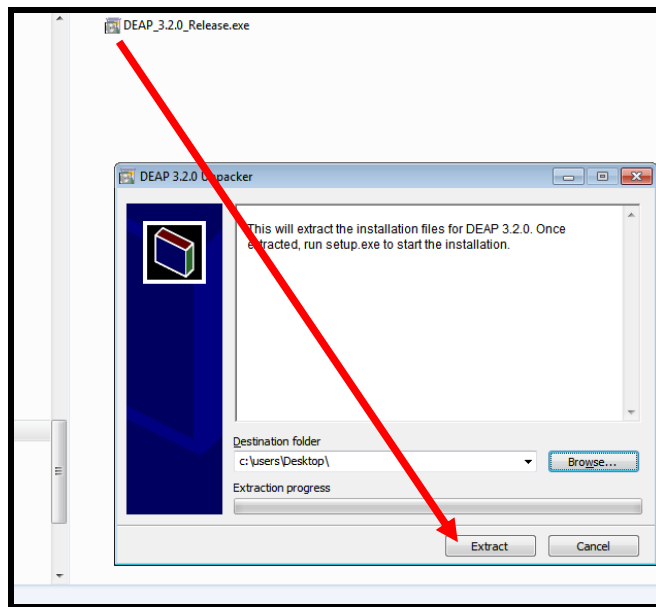 DEAP_3.2.0_Release.exe
DEAP 3.2.0 Unpacker
This will extract the installation files for DEAP 3.2.0. Once
extracted, run setup.exe to start the installation.
Destination folder
c:\users\Desktop\
Browse...
Extraction progress
Extract
Cancel